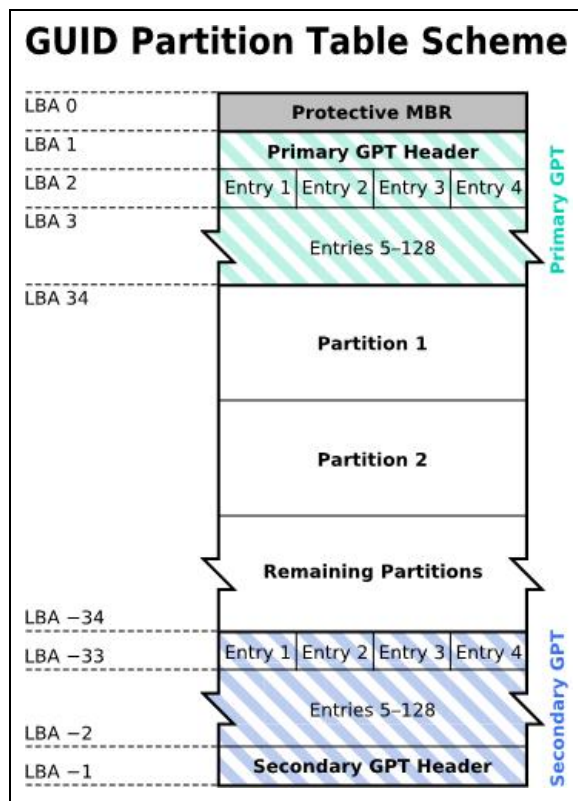 GUID Partition Table Scheme
LBA 0
Protective MBR
LBA 1
Primary GPT Header
LBA 2
Entry 1 Entry 2 Entry 3 Entry 4
LBA 3
Entries 5–128
Primary GPT
LBA 34
Partition 1
Partition 2
Remaining Partitions
LBA −34
Entry 1 Entry 2 Entry 3 Entry 4
LBA −33
Entries 5–128
LBA −2
Secondary GPT Header
LBA −1
Secondary GPT